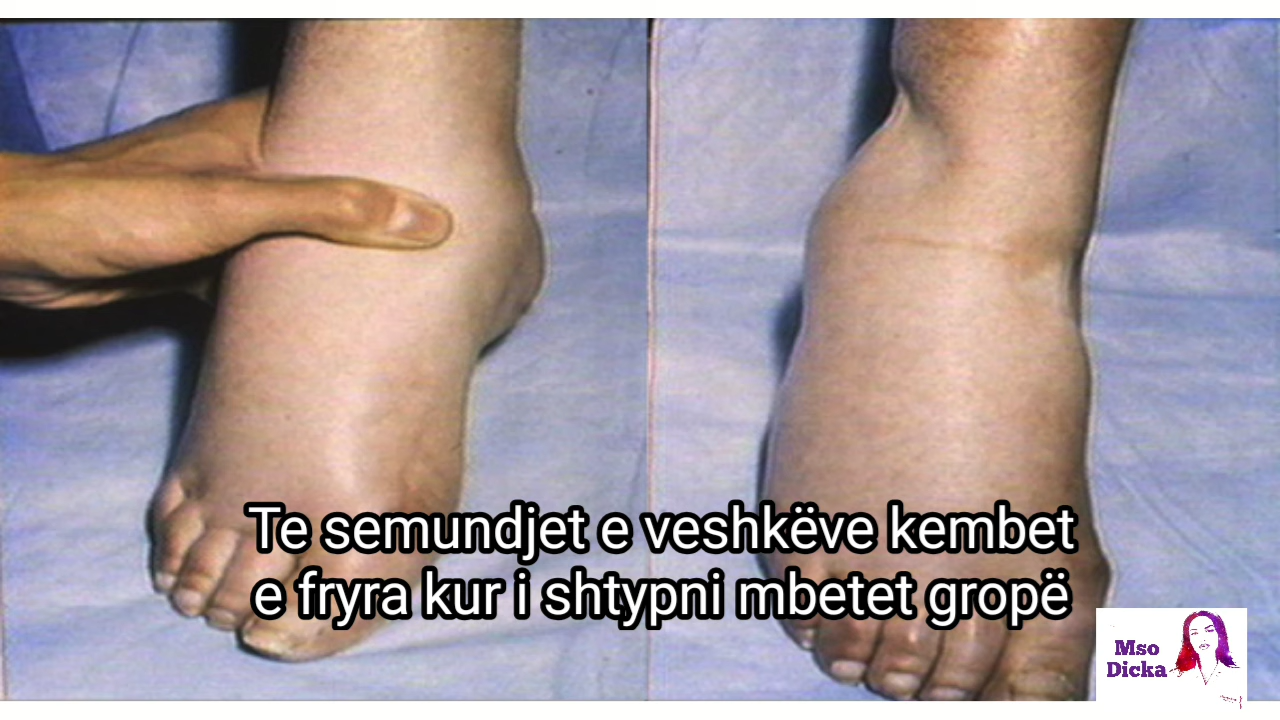 Te semundjet e veshkëve kembet
e fryra kur i shtypni mbetet gropë
Mso
Dicka